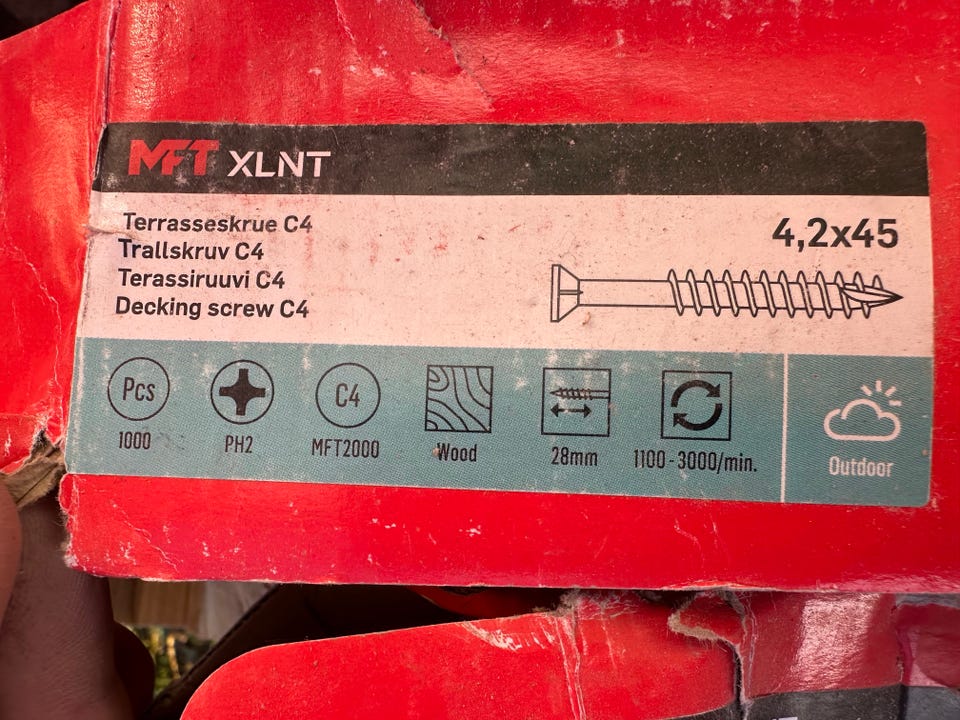 MFT XLNT
Terrasseskrue C4
Trallskruv C4
Terassiruuvi C4
Decking screw C4
4,2x45
Pcs
1000
PH2
C4
MFT2000
Wood
28mm
1100-3000/min.
Outdoor